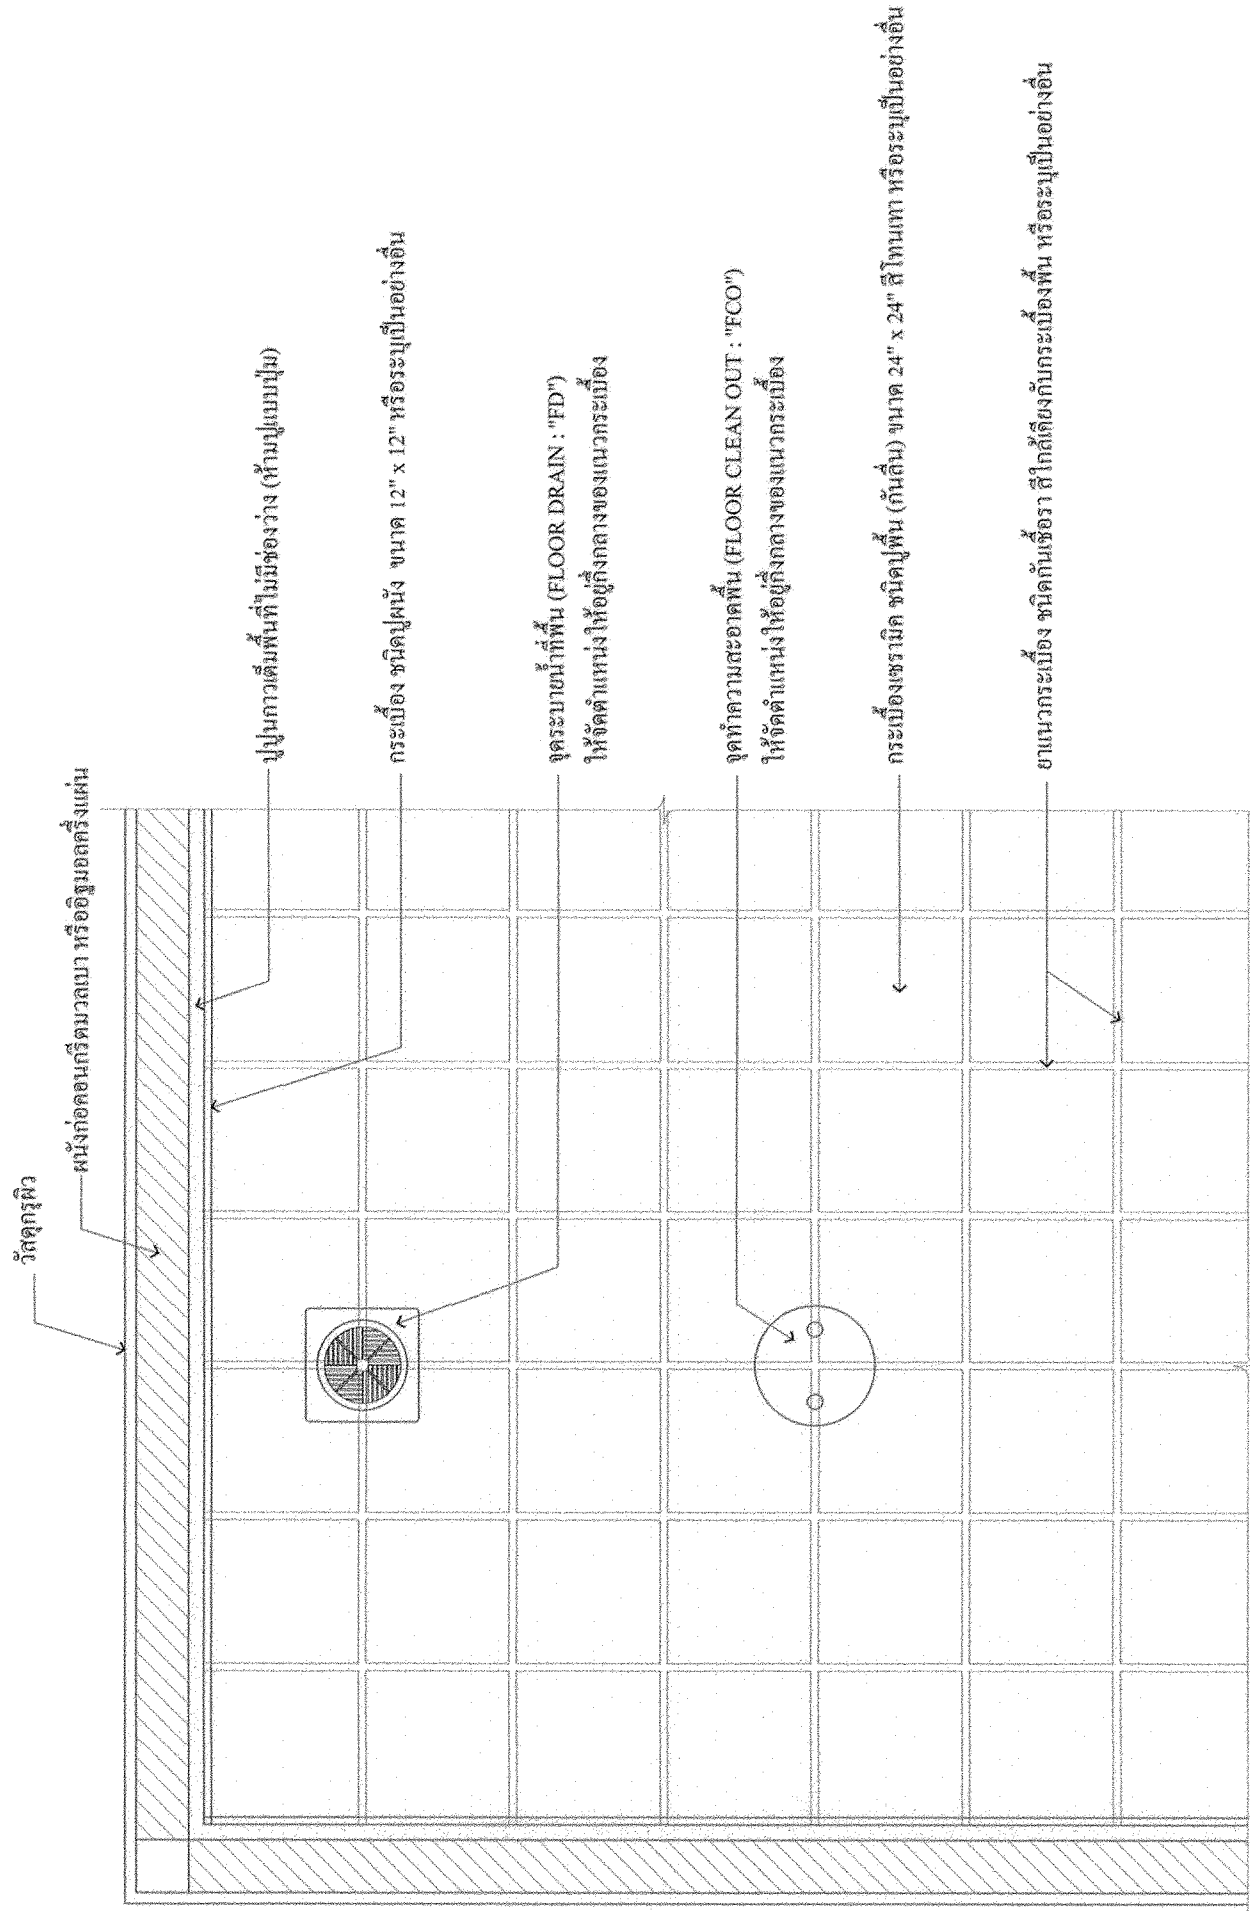 วัสดุกรุผิว
ผนังก่อคอนกรีตมวลเบา หรืออิฐมอญครึ่งแผ่น
ปูปูนกาวเต็มพื้นที่ไม่มีช่องว่าง (ห้ามปูแบบปุ่ม)
กระเบื้อง ชนิดปูผนัง ขนาด 12" x 12" หรือระบุเป็นอย่างอื่น
จุดระบายน้ำที่พื้น (FLOOR DRAIN : "FD")
ให้จัดตำแหน่งให้อยู่กึ่งกลางของแนวกระเบื้อง
จุดทำความสะอาดพื้น (FLOOR CLEAN OUT : "FCO")
ให้จัดตำแหน่งให้อยู่กึ่งกลางของแนวกระเบื้อง
กระเบื้องเซรามิค ชนิดปูพื้น (กันลื่น) ขนาด 24" x 24" สีโทนเทา หรือระบุเป็นอย่างอื่น
ยาแนวกระเบื้อง ชนิดกันเชื้อรา สีใกล้เคียงกับกระเบื้องพื้น หรือระบุเป็นอย่างอื่น